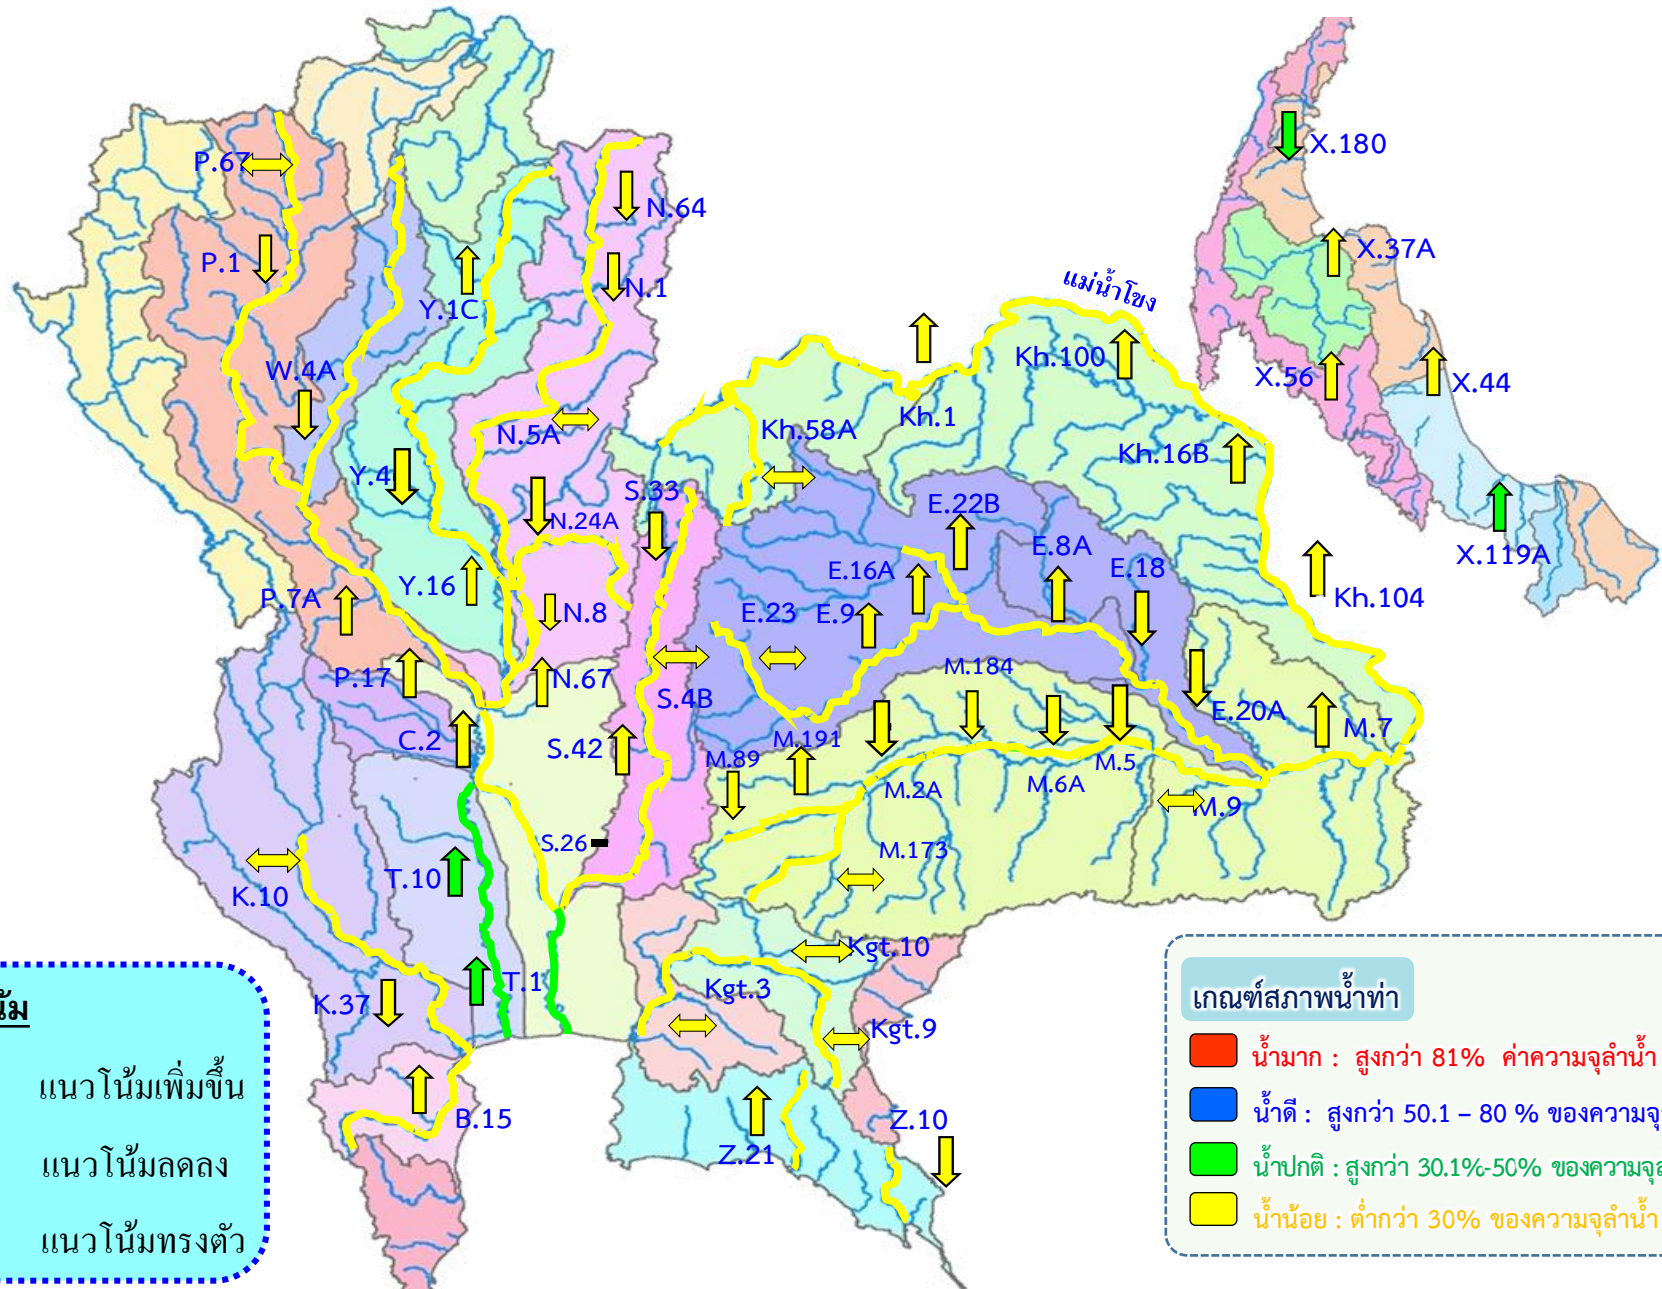 P.67
X.180
N.64
P.1
X.37A
N.1
Y.1C
แม่น้ำโขง
Kh.100
W.4A
X.56
X.44
Kh.1
Kh.58A
N.5A
Kh.16B
Y.4
S.33
E.22B
N.24A
E.8A
X.119A
E.16A
E.18
Y.16
P.7A
Kh.104
N.8
E.23
E.9
M.184
P.17
N.67
S.4B
E.20A
M.7
C.2
S.42
M.191
M.89
M.5
M.2A
M.6A
M.9
S.26
M.173
T.10
K.10
Kgt.10
T.1
Kgt.3
K.37
Kgt.9
B.15
Z.10
Z.21
แนวโน้มเพิ่มขึ้น
แนวโน้มลดลง
แนวโน้มทรงตัว
เกณฑ์สภาพน้ำท่า
น้ำมาก : สูงกว่า 81% ค่าความจุลำน้ำ
น้ำดี : สูงกว่า 50.1 – 80 % ของความจุ
น้ำปกติ : สูงกว่า 30.1%-50% ของความจุ
น้ำน้อย : ต่ำกว่า 30% ของความจุลำน้ำ